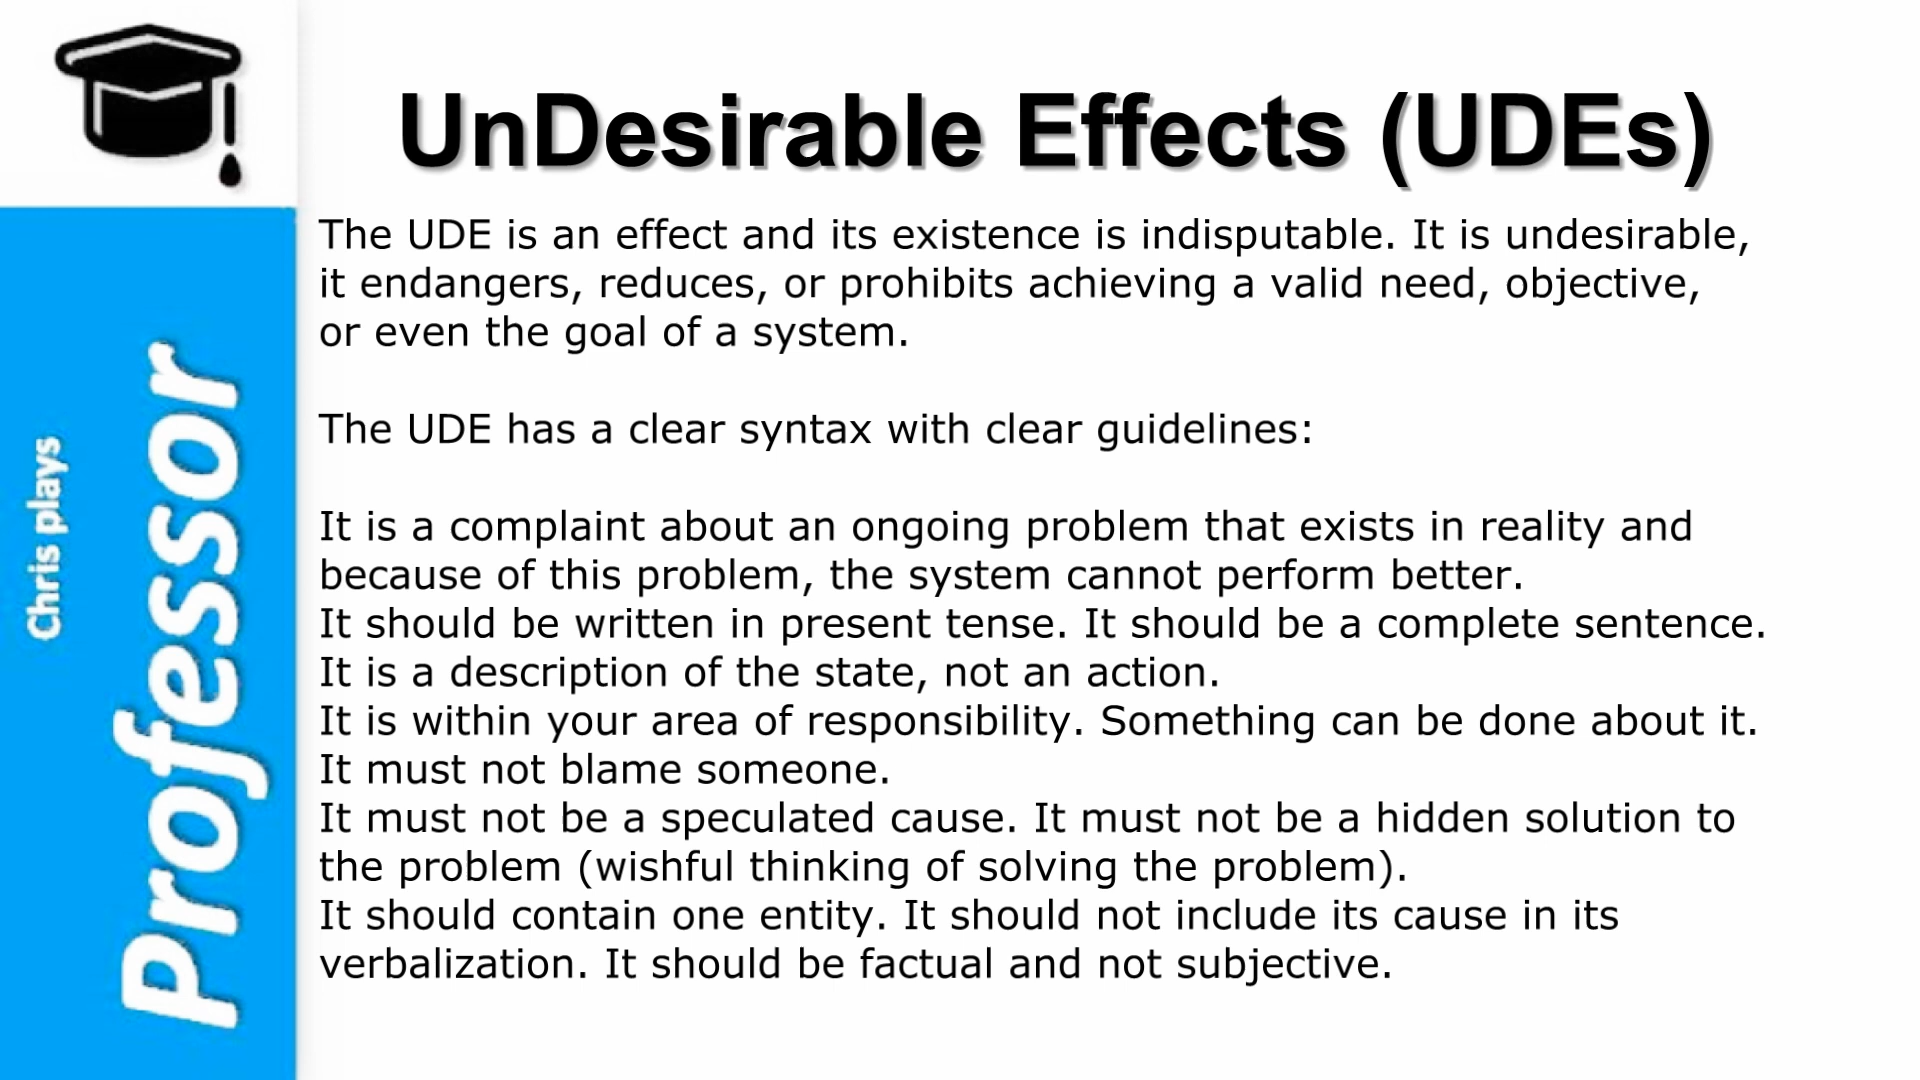 UnDesirable Effects (UDEs)
The UDE is an effect and its existence is indisputable. It is undesirable,
it endangers, reduces, or prohibits achieving a valid need, objective,
or even the goal of a system.
The UDE has a clear syntax with clear guidelines:
It is a complaint about an ongoing problem that exists in reality and
because of this problem, the system cannot perform better.
It should be written in present tense. It should be a complete sentence.
It is a description of the state, not an action.
It is within your area of responsibility. Something can be done about it.
It must not blame someone.
It must not be a speculated cause. It must not be a hidden solution to
the problem (wishful thinking of solving the problem).
It should contain one entity. It should not include its cause in its
verbalization. It should be factual and not subjective.
Chris plays
Professor